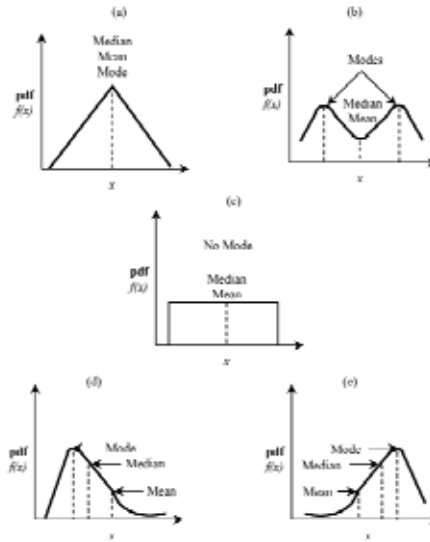 (a)
Median
Mean
Mode
pdf
f(x)
x
(b)
Modes
pdf
f(x)
Median
Mean
x
(c)
No Mode
pdf
f(x)
Median
Mean
x
(d)
pdf
f(x)
Mode
Median
Mean
x
(e)
pdf
f(x)
Mode
Median
Mean
x